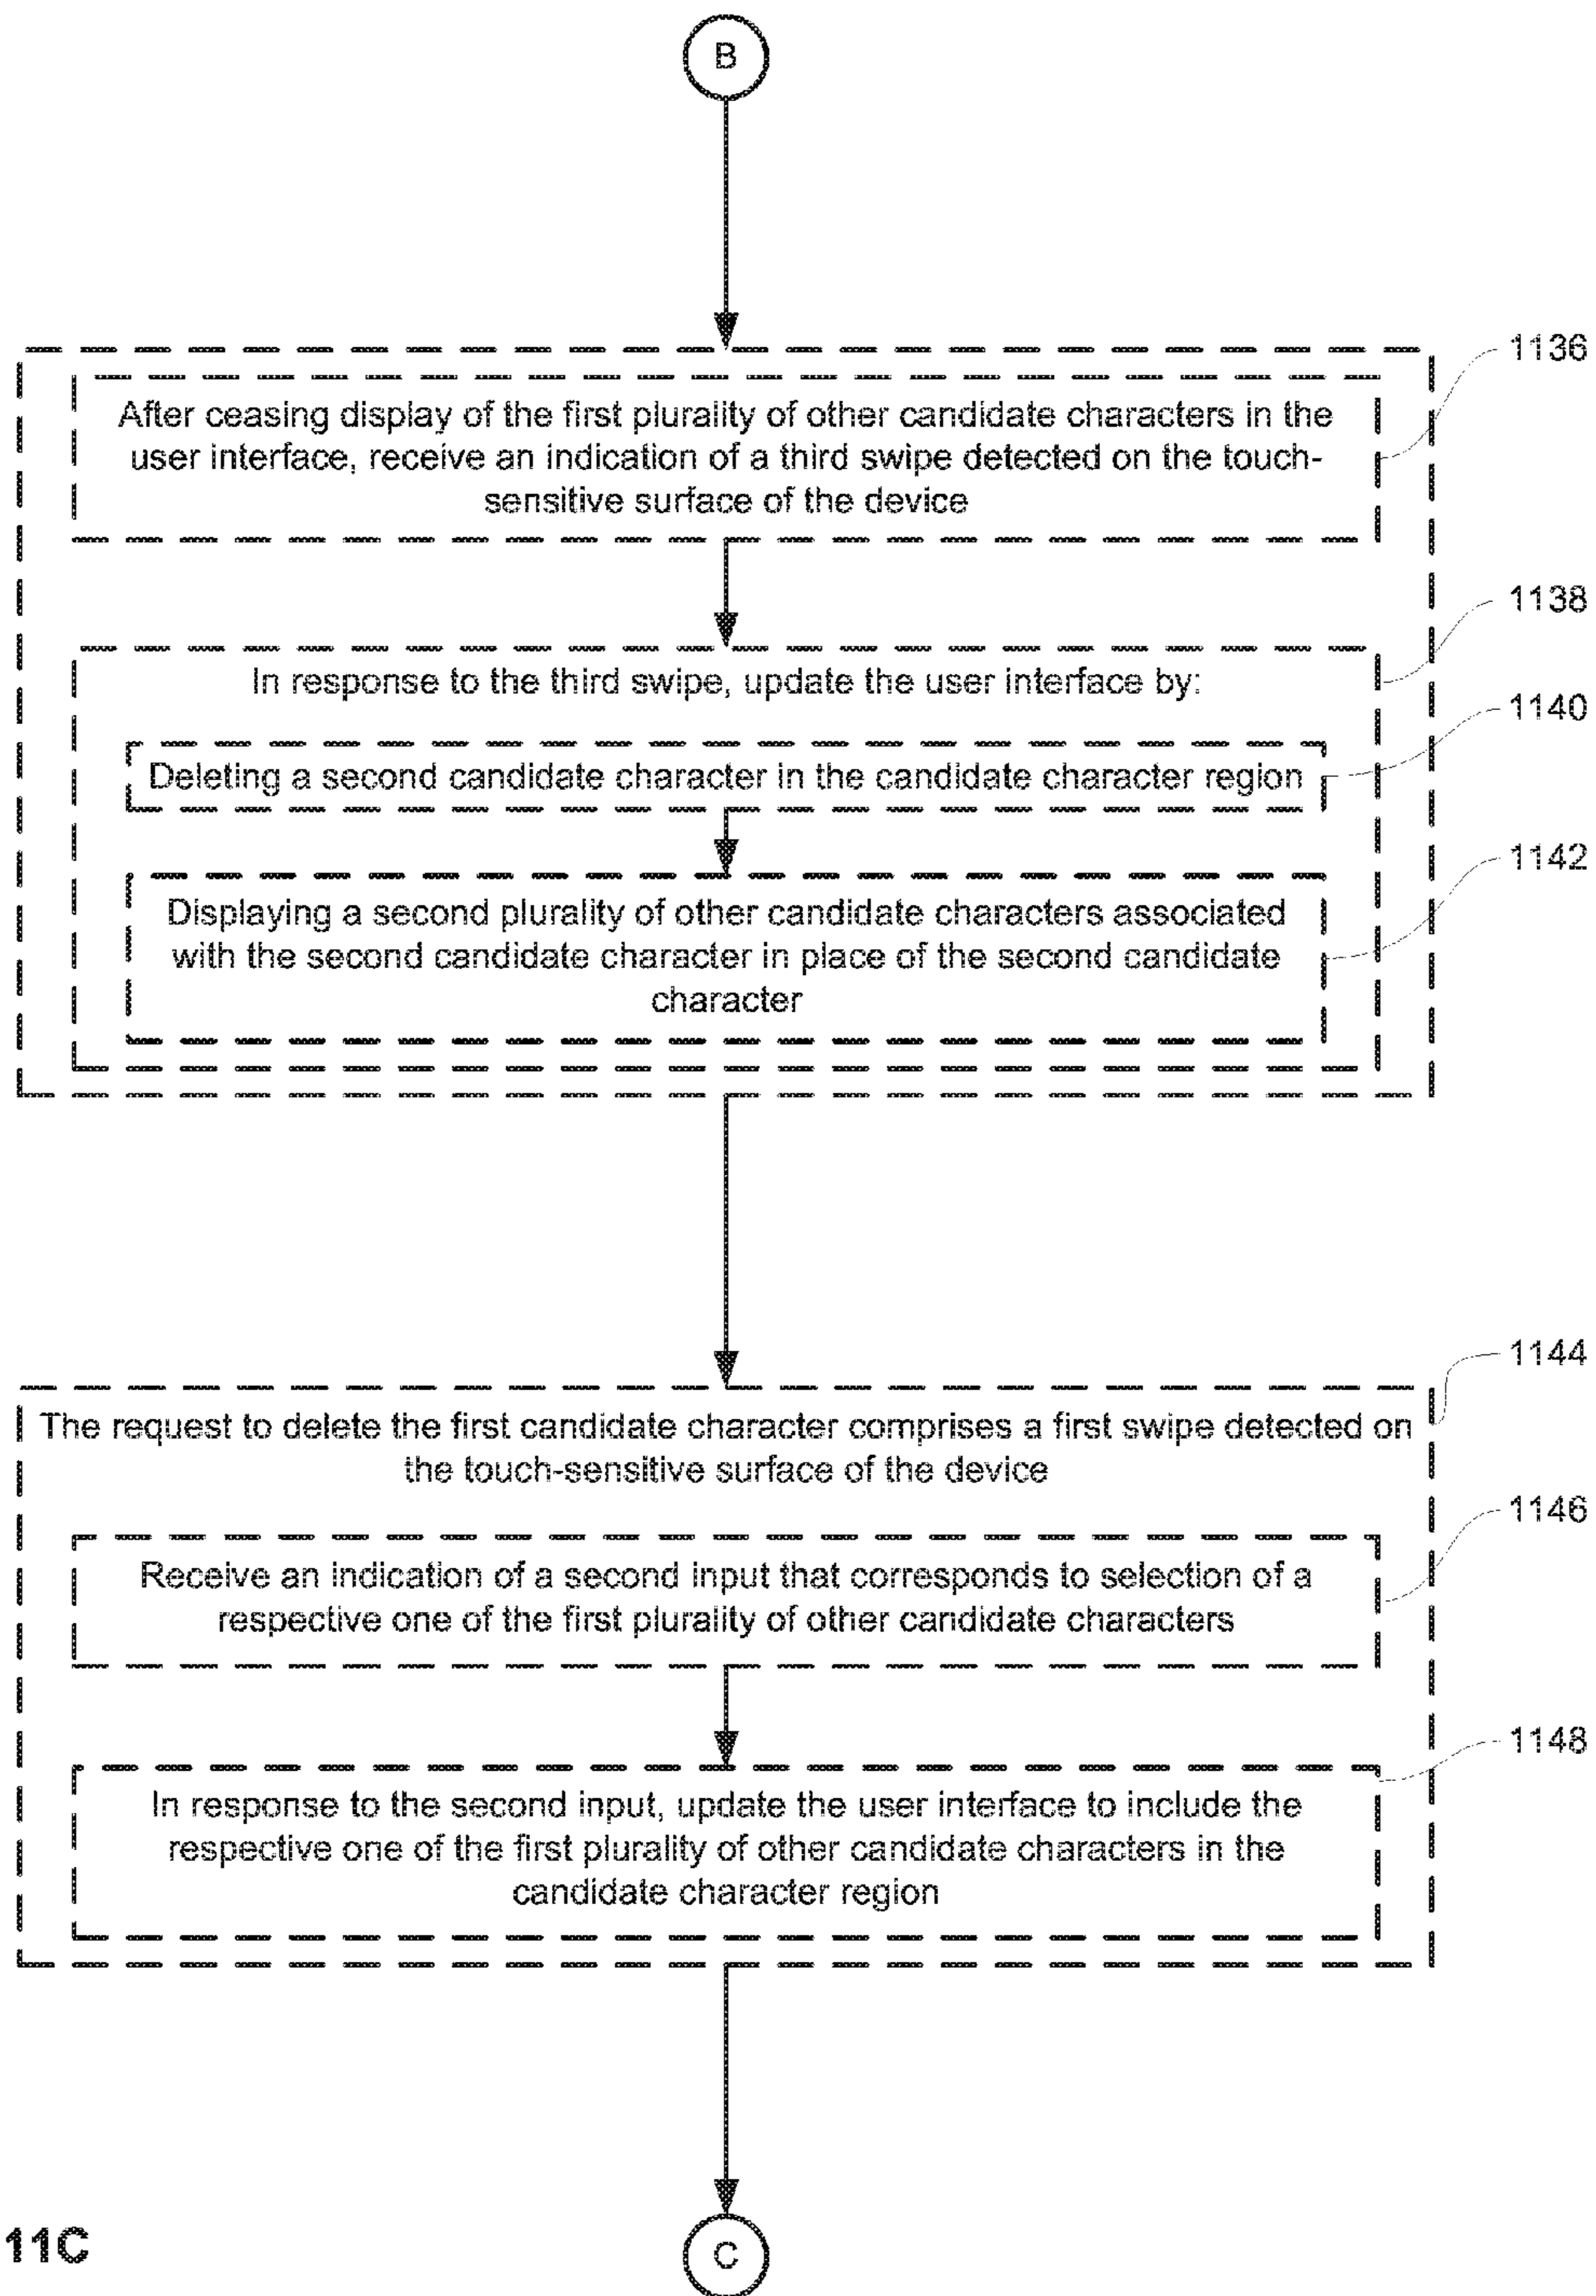 B
After ceasing display of the first plurality of other candidate characters in the
user interface, receive an indication of a third swipe detected on the touch-
sensitive surface of the device
1136
In response to the third swipe, update the user interface by:
1138
Deleting a second candidate character in the candidate character region
1140
Displaying a second plurality of other candidate characters associated
with the second candidate character in place of the second candidate
character
1142
The request to delete the first candidate character comprises a first swipe detected on
the touch-sensitive surface of the device
1144
Receive an indication of a second input that corresponds to selection of a
respective one of the first plurality of other candidate characters
1146
In response to the second input, update the user interface to include the
respective one of the first plurality of other candidate characters in the
candidate character region
1148
11C
C